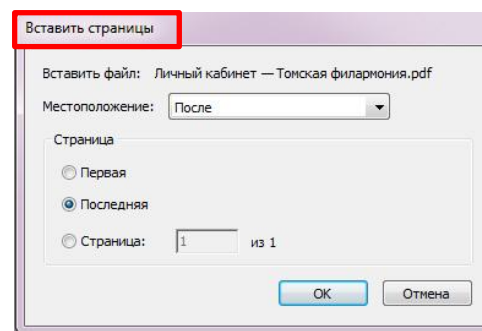 Вставить страницы
Вставить файл: Личный кабинет — Томская филармония.pdf
Местоположение: После
Страница
Первая
Последняя
Страница: 1 из 1
ОК Отмена